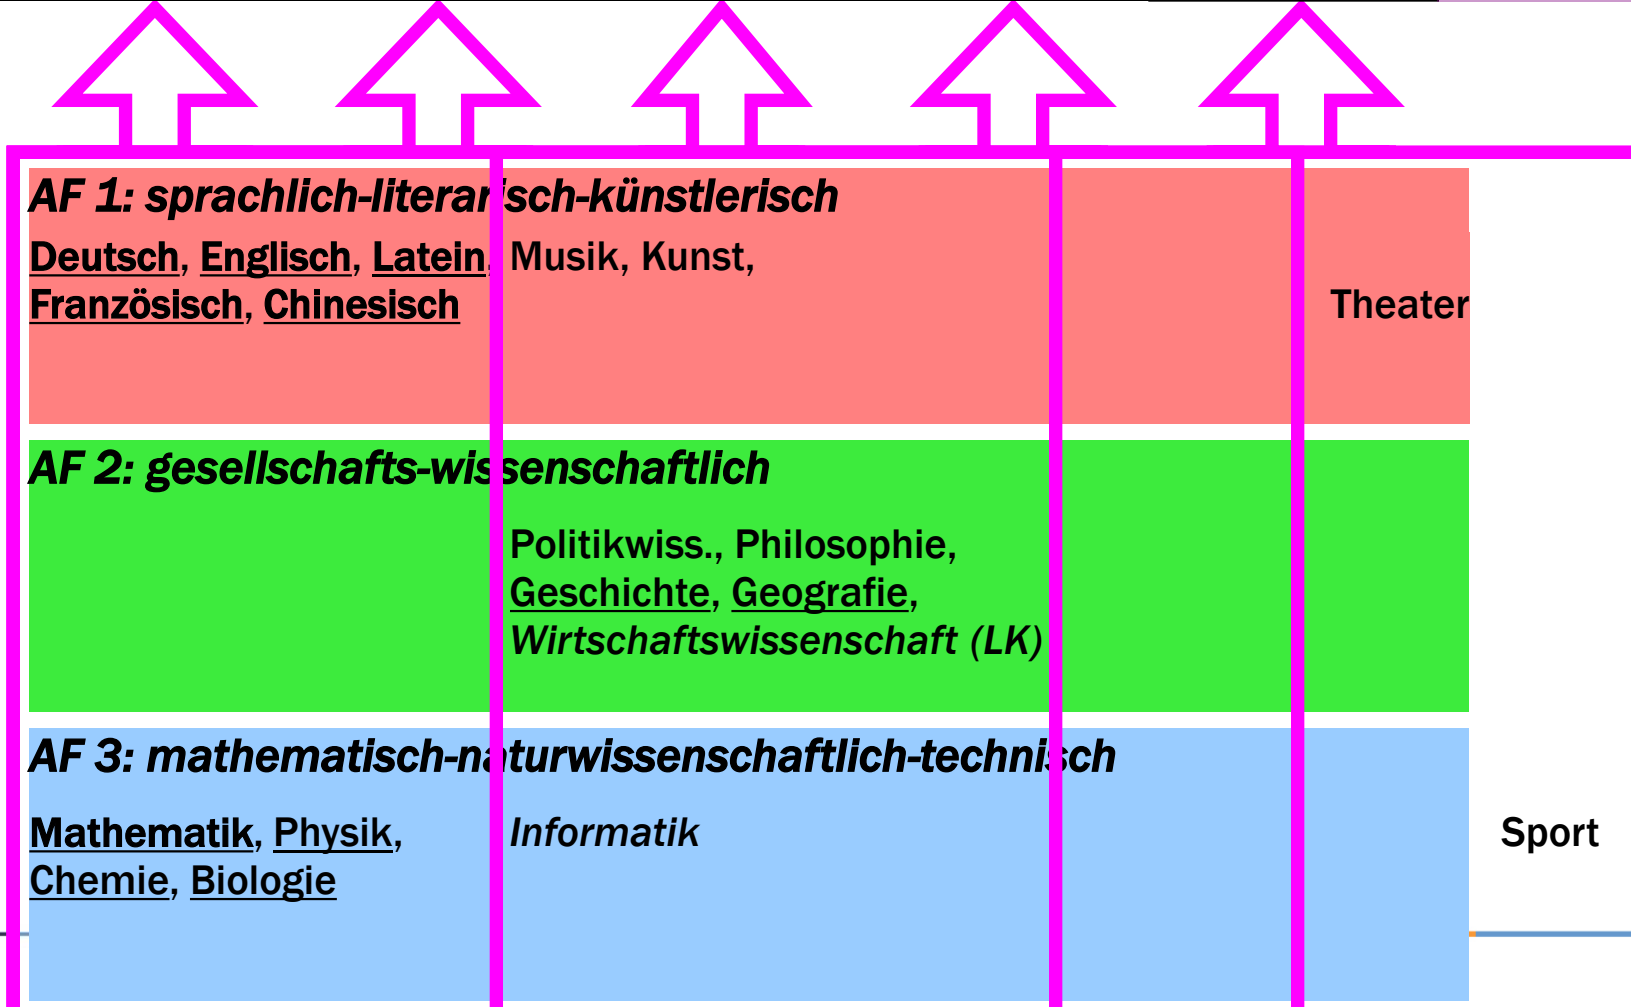 AF 1: sprachlich-literarisch-künstlerisch
Deutsch, Englisch, Latein, Musik, Kunst,
Französisch, Chinesisch Theater
AF 2: gesellschafts-wissenschaftlich
Politikwiss., Philosophie,
Geschichte, Geografie,
Wirtschaftswissenschaft (LK)
AF 3: mathematisch-naturwissenschaftlich-technisch
Mathematik, Physik, Informatik Sport
Chemie, Biologie